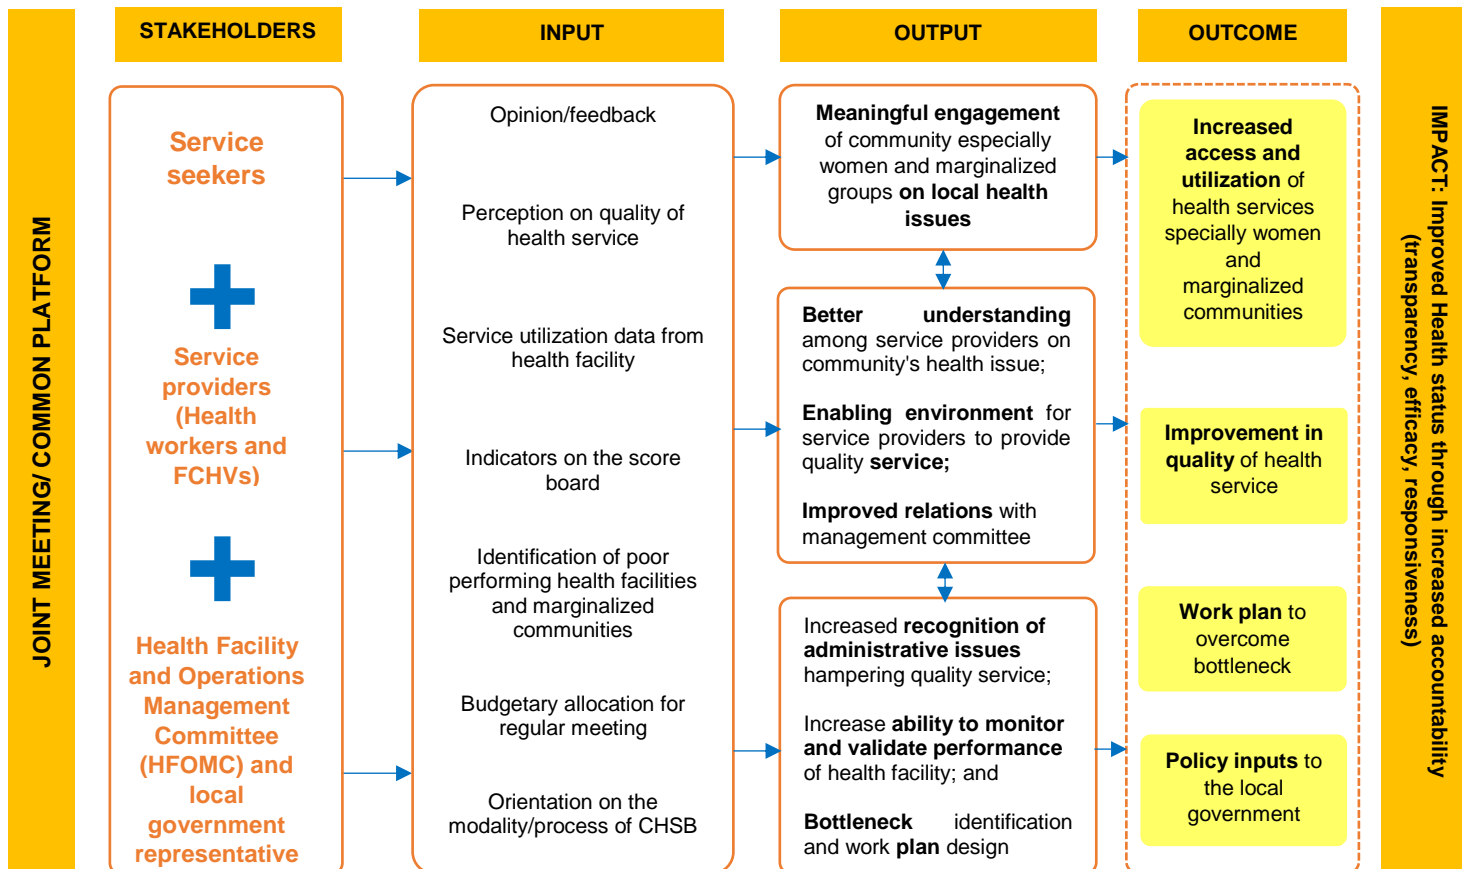 JOINT MEETING/ COMMON PLATFORM
STAKEHOLDERS
Service
seekers
Service
providers
(Health
workers and
FCHVs)
Health Facility
and Operations
Management
Committee
(HFOMC) and
local
government
representative
INPUT
Opinion/feedback
Perception on quality of
health service
Service utilization data from
health facility
Indicators on the score
board
Identification of poor
performing health facilities
and marginalized
communities
Budgetary allocation for
regular meeting
Orientation on the
modality/process of CHSB
OUTPUT
Meaningful engagement
of community especially
women and marginalized
groups on local health
issues
Better understanding
among service providers on
community's health issue;
Enabling environment for
service providers to provide
quality service;
Improved relations with
management committee
Increased recognition of
administrative issues
hampering quality service;
Increase ability to monitor
and validate performance
of health facility; and
Bottleneck identification
and work plan design
OUTCOME
Increased
access and
utilization of
health services
specially women
and
marginalized
communities
Improvement in
quality of health
service
Work plan to
overcome
bottleneck
Policy inputs to
the local
government
IMPACT: Improved Health status through increased accountability
(transparency, efficacy, responsiveness)